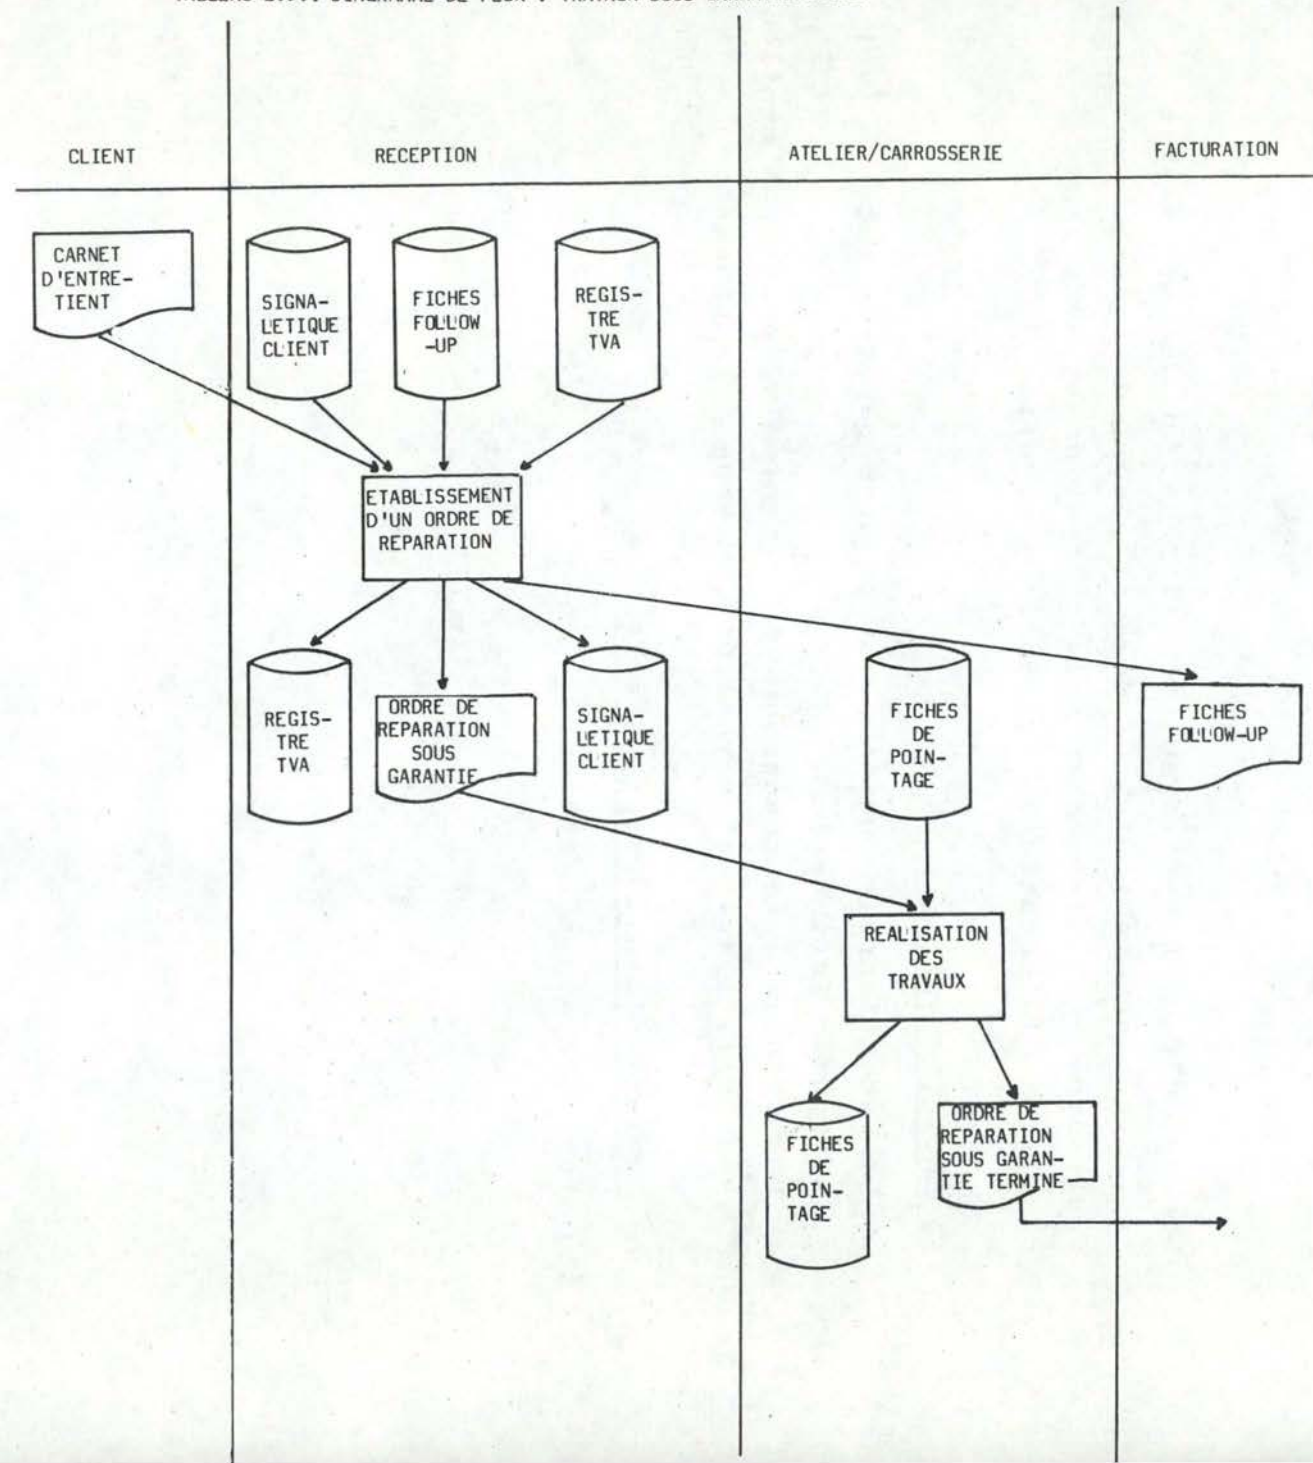 CLIENT
RECEPTION
ATELIER/CARROSSERIE
FACTURATION
CARNET
D'ENTRE-
TIENT
SIGNA-
LETIQUE
CLIENT
FICHES
FOLLOW
-UP
REGIS-
TRE
TVA
ETABLISSEMENT
D'UN ORDRE DE
REPARATION
REGIS-
TRE
TVA
ORDRE DE
REPARATION
SOUS
GARANTIE
SIGNA-
LETIQUE
CLIENT
FICHES
DE
POIN-
TAGE
FICHES
FOLLOW-UP
REALISATION
DES
TRAVAUX
FICHES
DE
POIN-
TAGE
ORDRE DE
REPARATION
SOUS GARAN-
TIE TERMINE